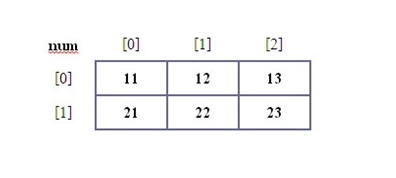 num [0] [1] [2]
[0] 11 12 13
[1] 21 22 23